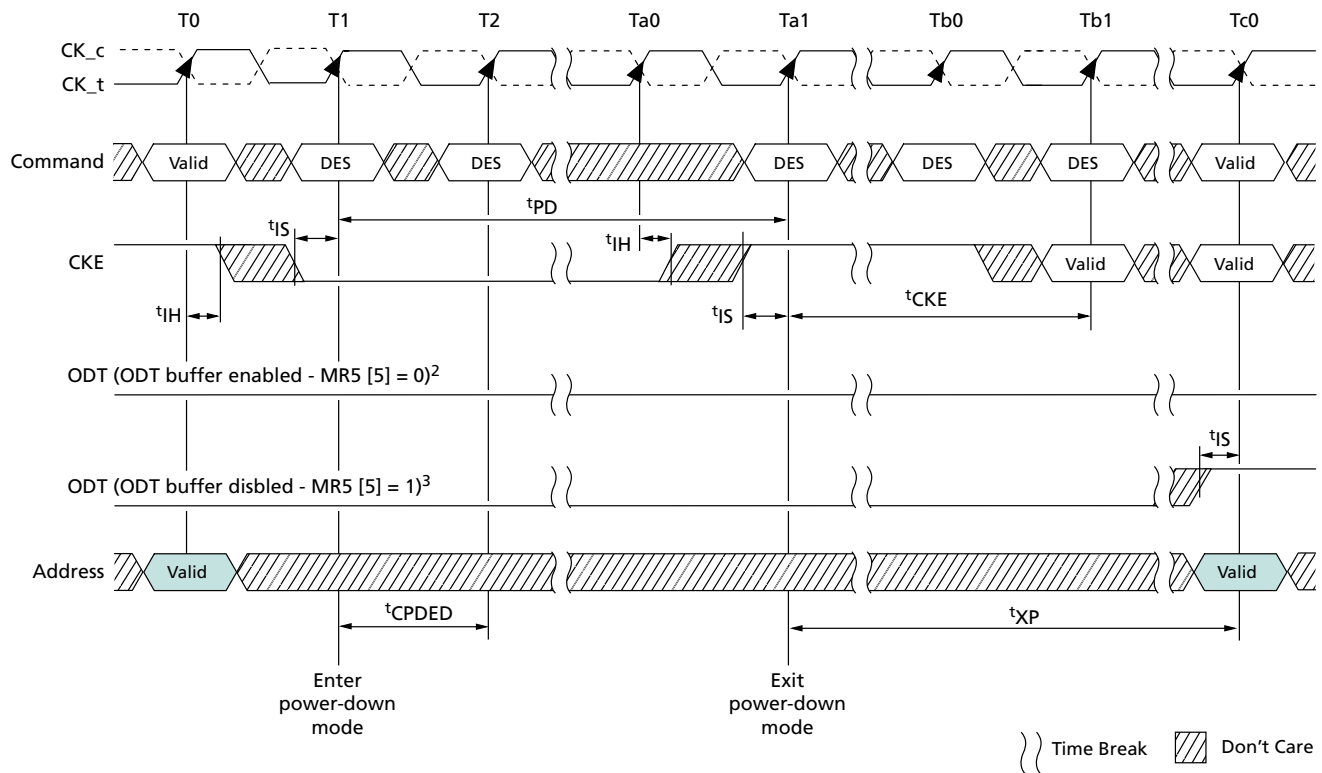 T0 T1 T2 Ta0 Ta1 Tb0 Tb1 Tc0
CK_c
CK_t
Command Valid DES DES DES DES DES Valid
tPD
tIS
tIH
CKE Valid Valid
tIH
tIS
tCKE
ODT (ODT buffer enabled - MR5 [5] = 0)2
tIS
ODT (ODT buffer disbled - MR5 [5] = 1)3
Address Valid Valid
tCPDED
tXP
Enter
power-down
mode
Exit
power-down
mode
Time Break
Don't Care